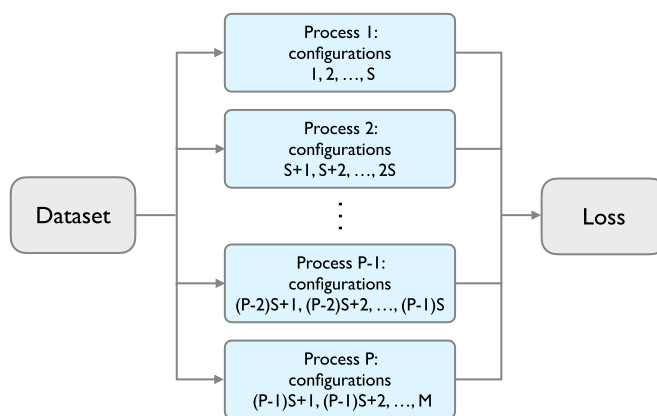 Process 1:
configurations
1, 2, ..., S
Process 2:
configurations
S+1, S+2, ..., 2S
Dataset
Loss
Process P-1:
configurations
(P-2)S+1, (P-2)S+2, ..., (P-1)S
Process P:
configurations
(P-1)S+1, (P-1)S+2, ..., M